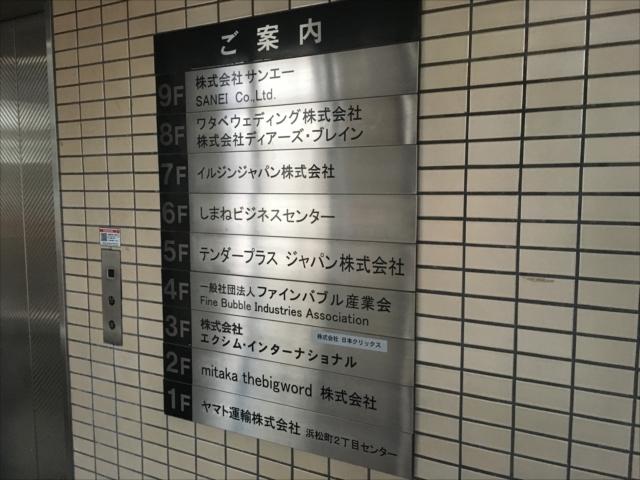 ご案内
9F 株式会社サンエー
SANEI Co.,Ltd.
8F ワタベウェディング株式会社
株式会社ディアーズ・ブレイン
7F イルジンジャパン株式会社
6F しまねビジネスセンター
5F テンダープラス ジャパン株式会社
4F 一般社団法人ファインバブル産業会
Fine Bubble Industries Association
3F 株式会社
エクシム・インターナショナル 株式会社 日本クリックス
2F mitaka thebigword 株式会社
1F ヤマト運輸株式会社 浜松町2丁目センター